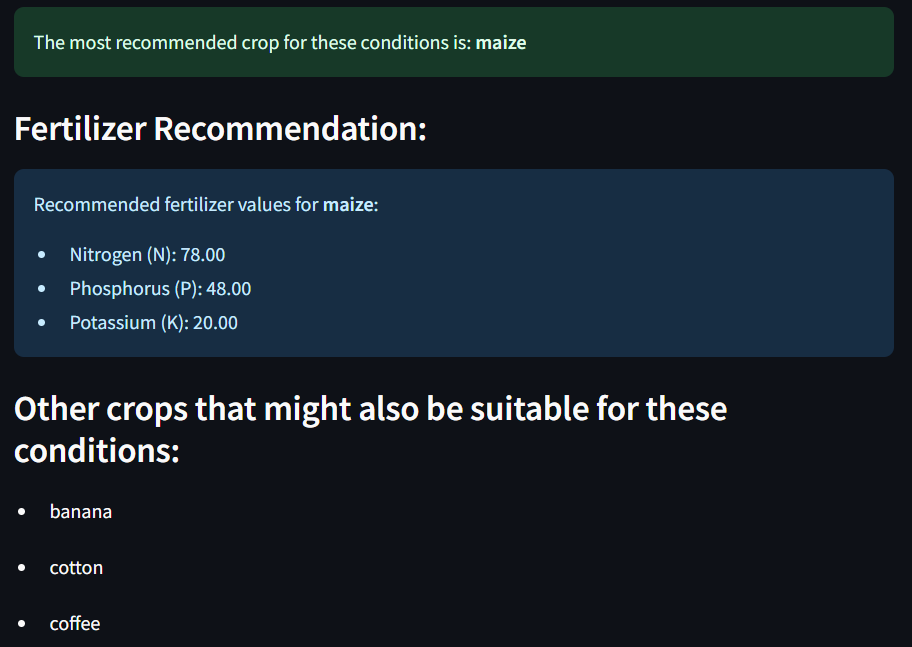 The most recommended crop for these conditions is: maize
Fertilizer Recommendation:
Recommended fertilizer values for maize:
• Nitrogen (N): 78.00
• Phosphorus (P): 48.00
• Potassium (K): 20.00
Other crops that might also be suitable for these
conditions:
• banana
• cotton
• coffee